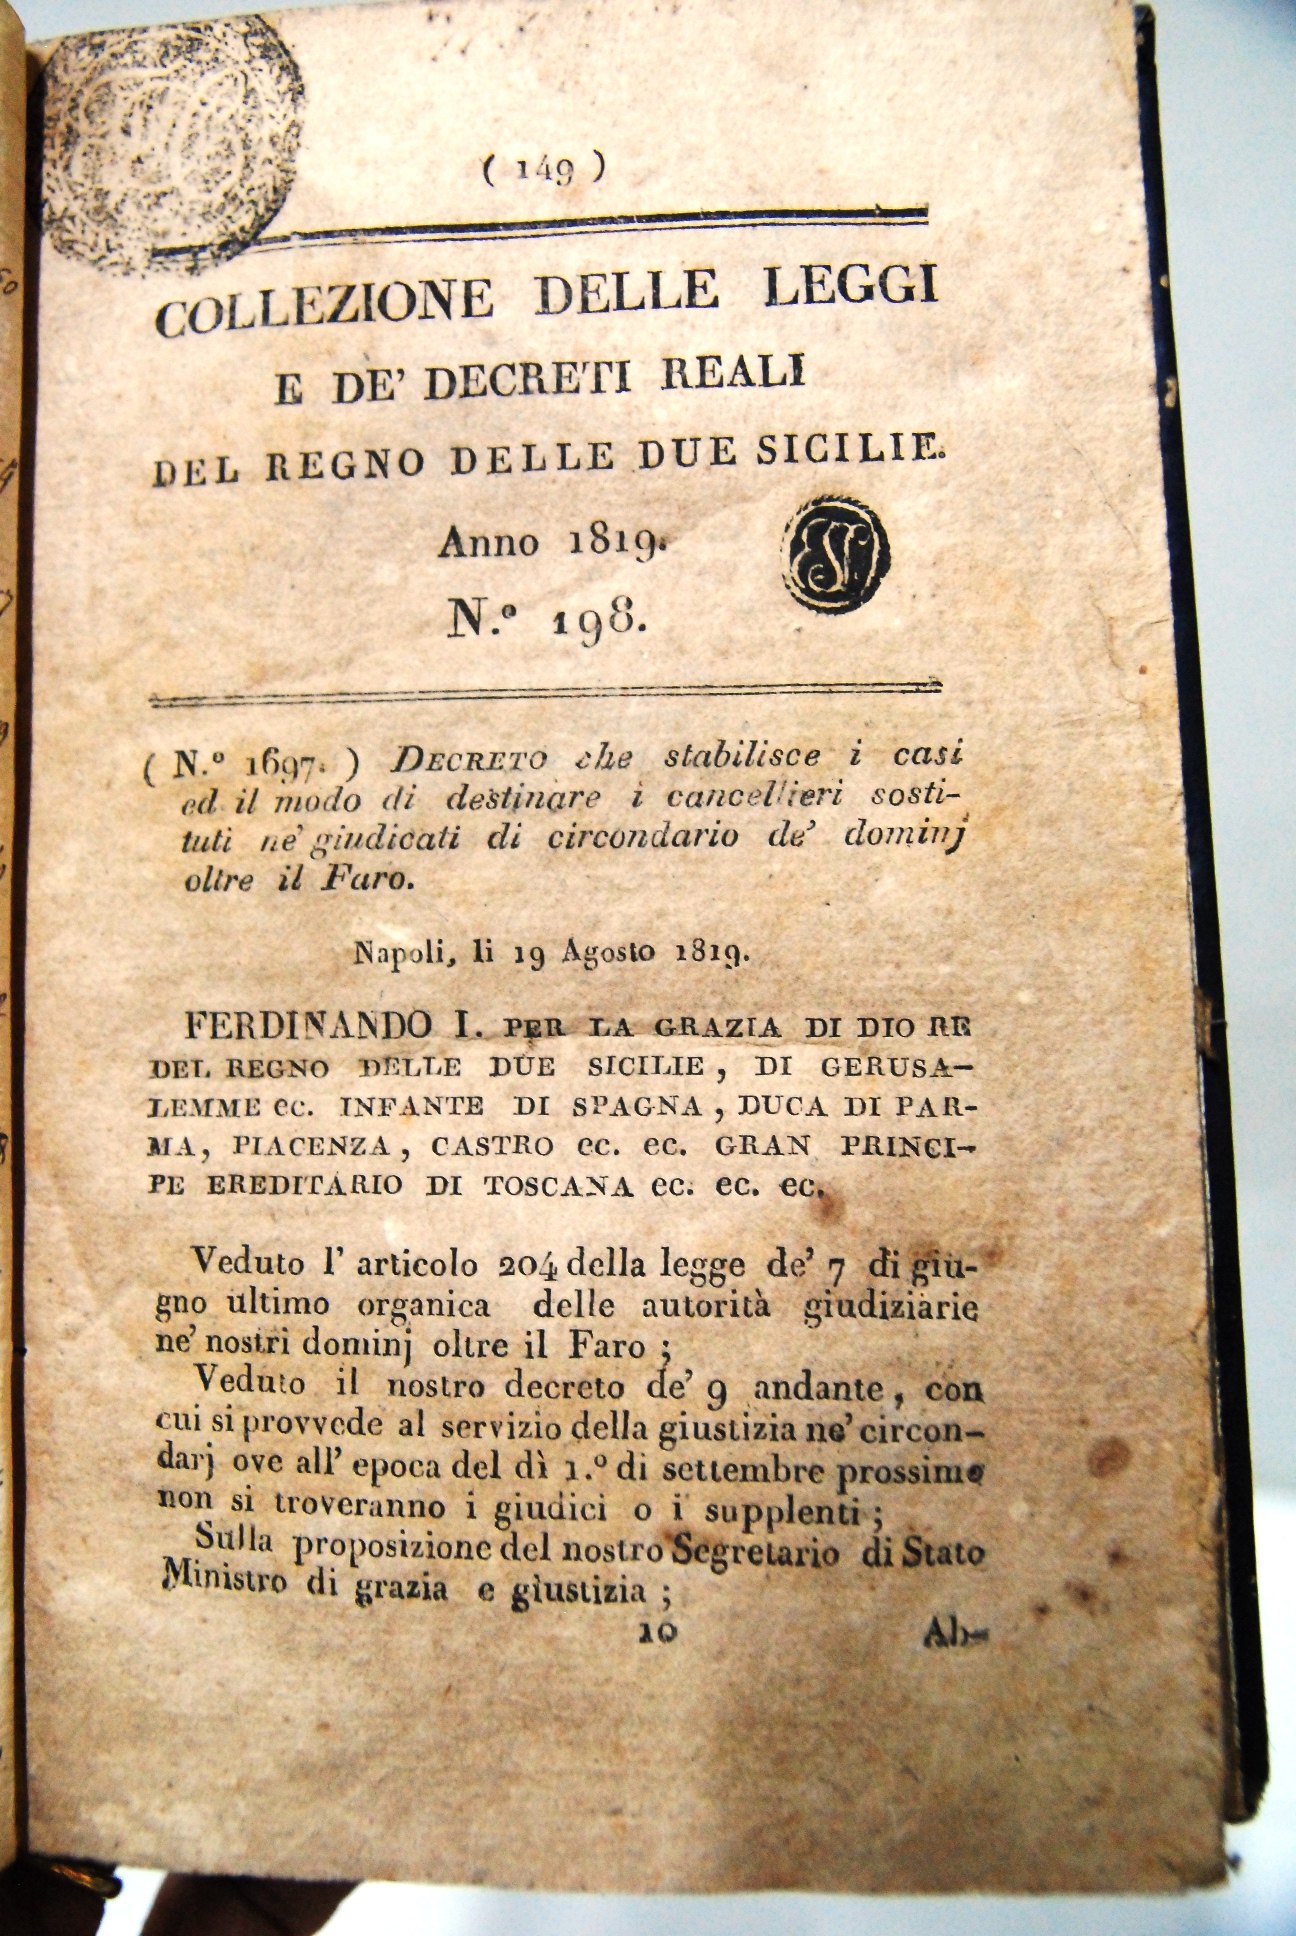 ( 149 )
COLLEZIONE DELLE LEGGI
E DE' DECRETI REALI
DEL REGNO DELLE DUE SICILIE.
Anno 1819.
N.º 198.
( N.º 1697. ) DECRETO che stabilisce i casi
ed il modo di destinare i cancellieri sosti-
tuti ne' giudicati di circondario de' dominj
oltre il Faro.
Napoli, li 19 Agosto 1819.
FERDINANDO I. PER LA GRAZIA DI DIO RE
DEL REGNO DELLE DUE SICILIE, DI GERUSA-
LEMME ec. INFANTE DI SPAGNA, DUCA DI PAR-
MA, PIACENZA, CASTRO ec. ec. GRAN PRINCI-
PE EREDITARIO DI TOSCANA ec. ec. ec.
Veduto l' articolo 204 della legge de' 7 di giu-
gno ultimo organica delle autorità giudiziarie
ne' nostri dominj oltre il Faro ;
Veduto il nostro decreto de' 9 andante, con
cui si provvede al servizio della giustizia ne' circon-
darj ove all' epoca del dì 1.º di settembre prossimo
non si troveranno i giudici o i supplenti ;
Sulla proposizione del nostro Segretario di Stato
Ministro di grazia e giustizia ;
10 Ab-